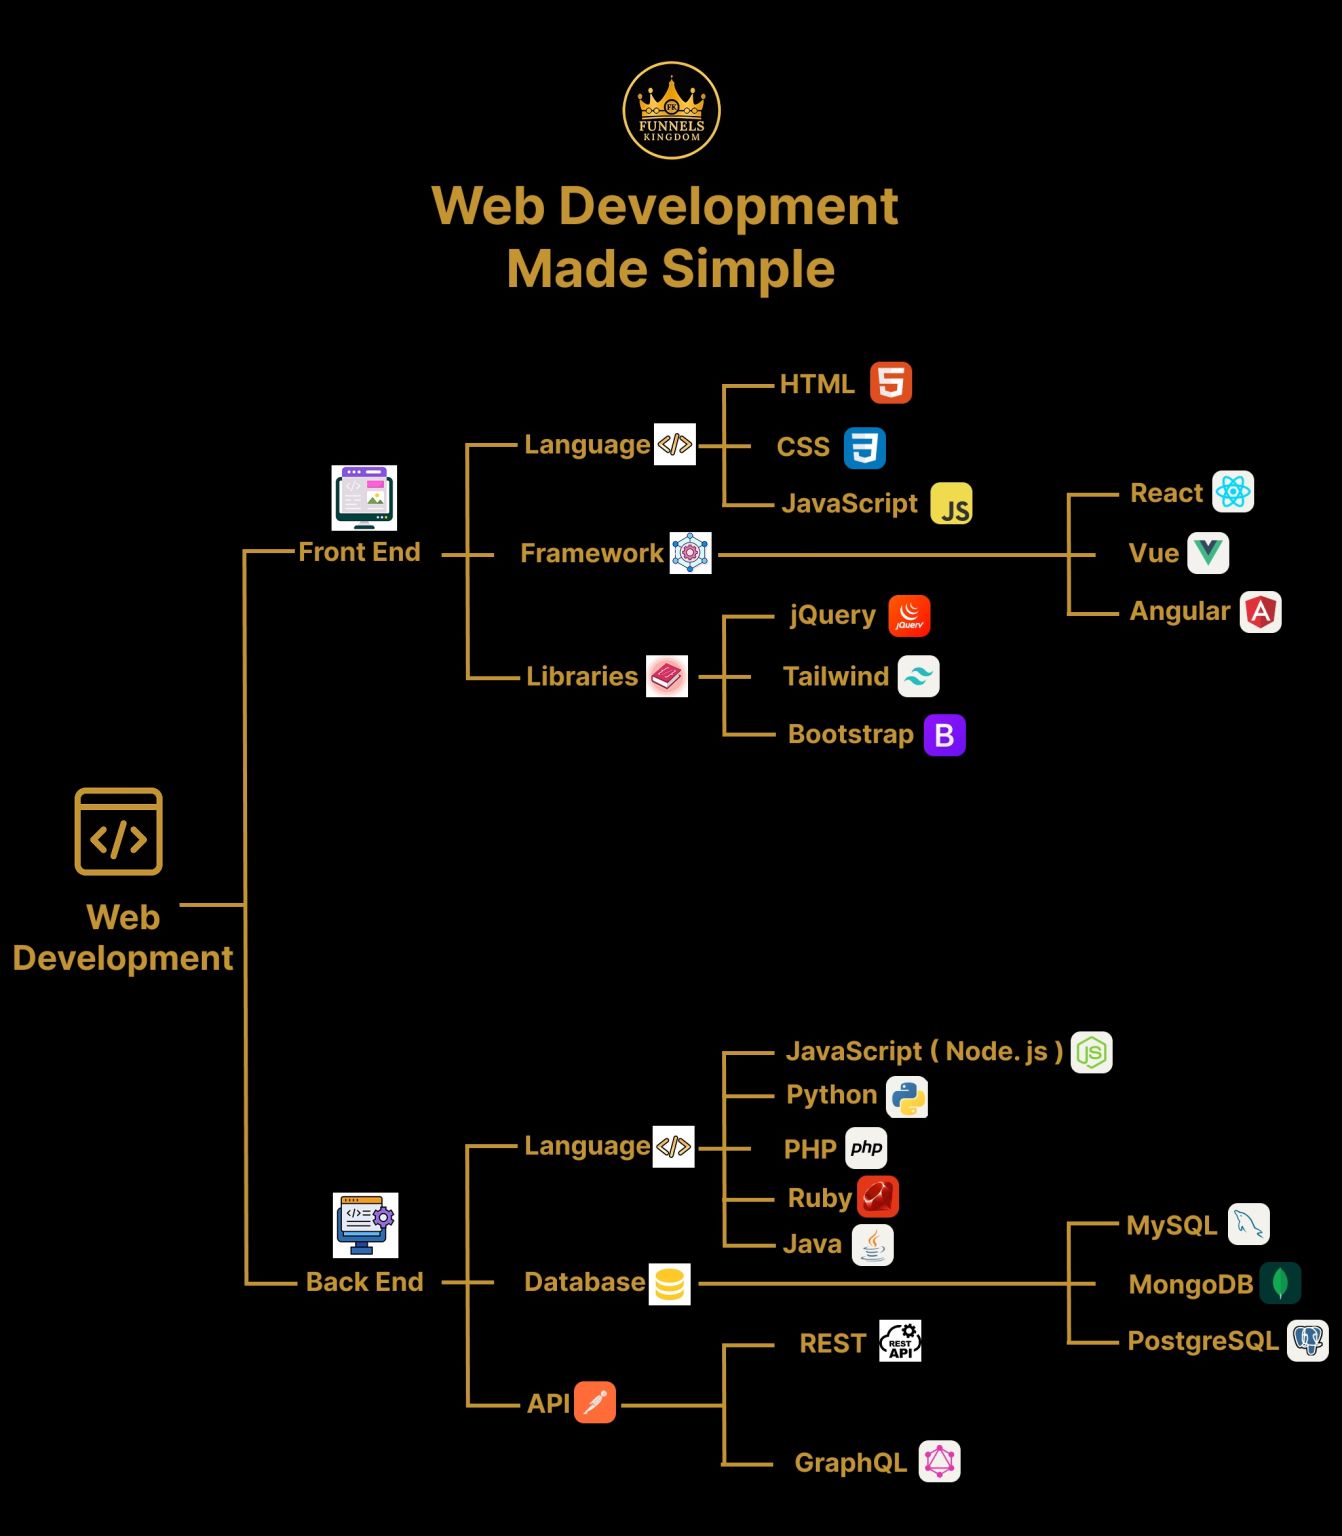 FK
FUNNELS
KINGDOM
Web Development
Made Simple
Web
Development
Front End
Language
HTML
CSS
JavaScript
JS
Framework
React
Vue
Angular
Libraries
jQuery
jQuery
Tailwind
Bootstrap
B
Back End
Language
JavaScript ( Node. js )
JS
Python
PHP
php
Ruby
Java
Database
MySQL
MongoDB
PostgreSQL
API
REST
REST
API
GraphQL